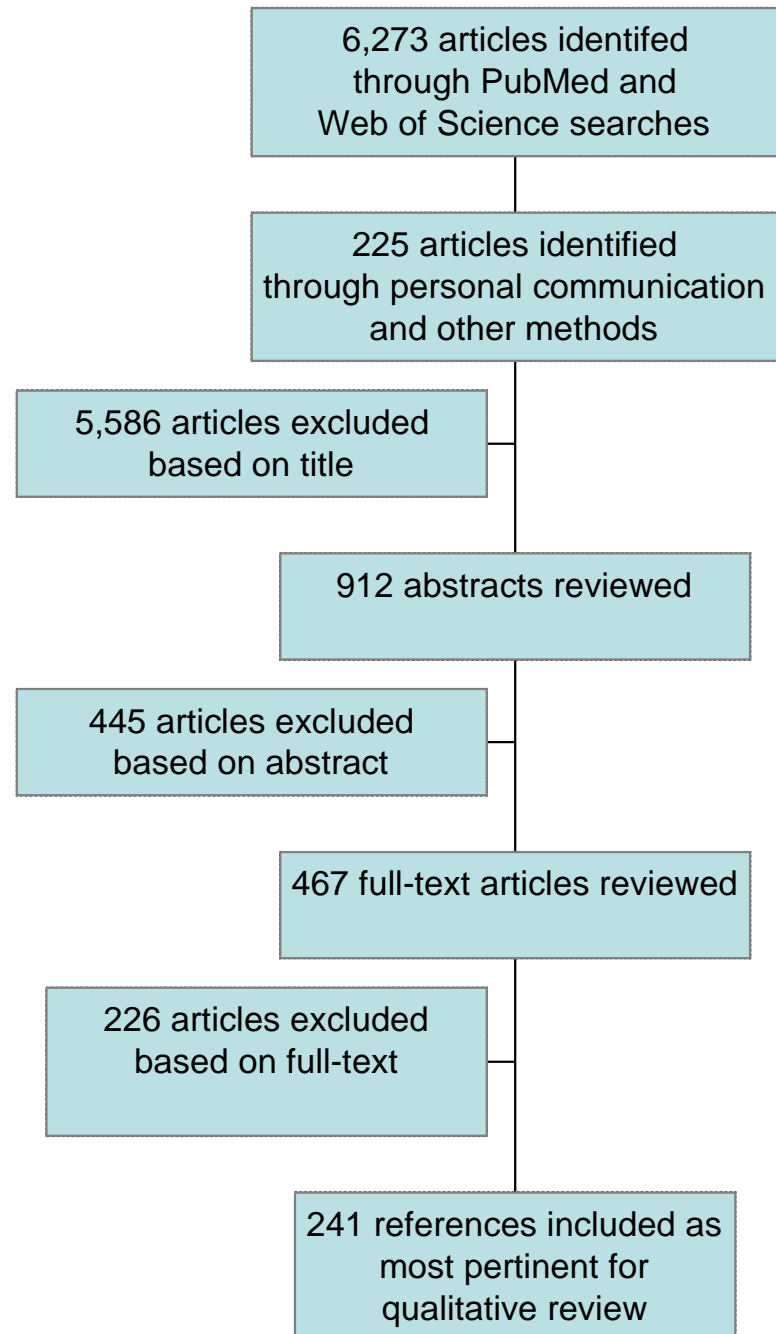 6,273 articles identifed
through PubMed and
Web of Science searches
225 articles identified
through personal communication
and other methods
5,586 articles excluded
based on title
912 abstracts reviewed
445 articles excluded
based on abstract
467 full-text articles reviewed
226 articles excluded
based on full-text
241 references included as
most pertinent for
qualitative review